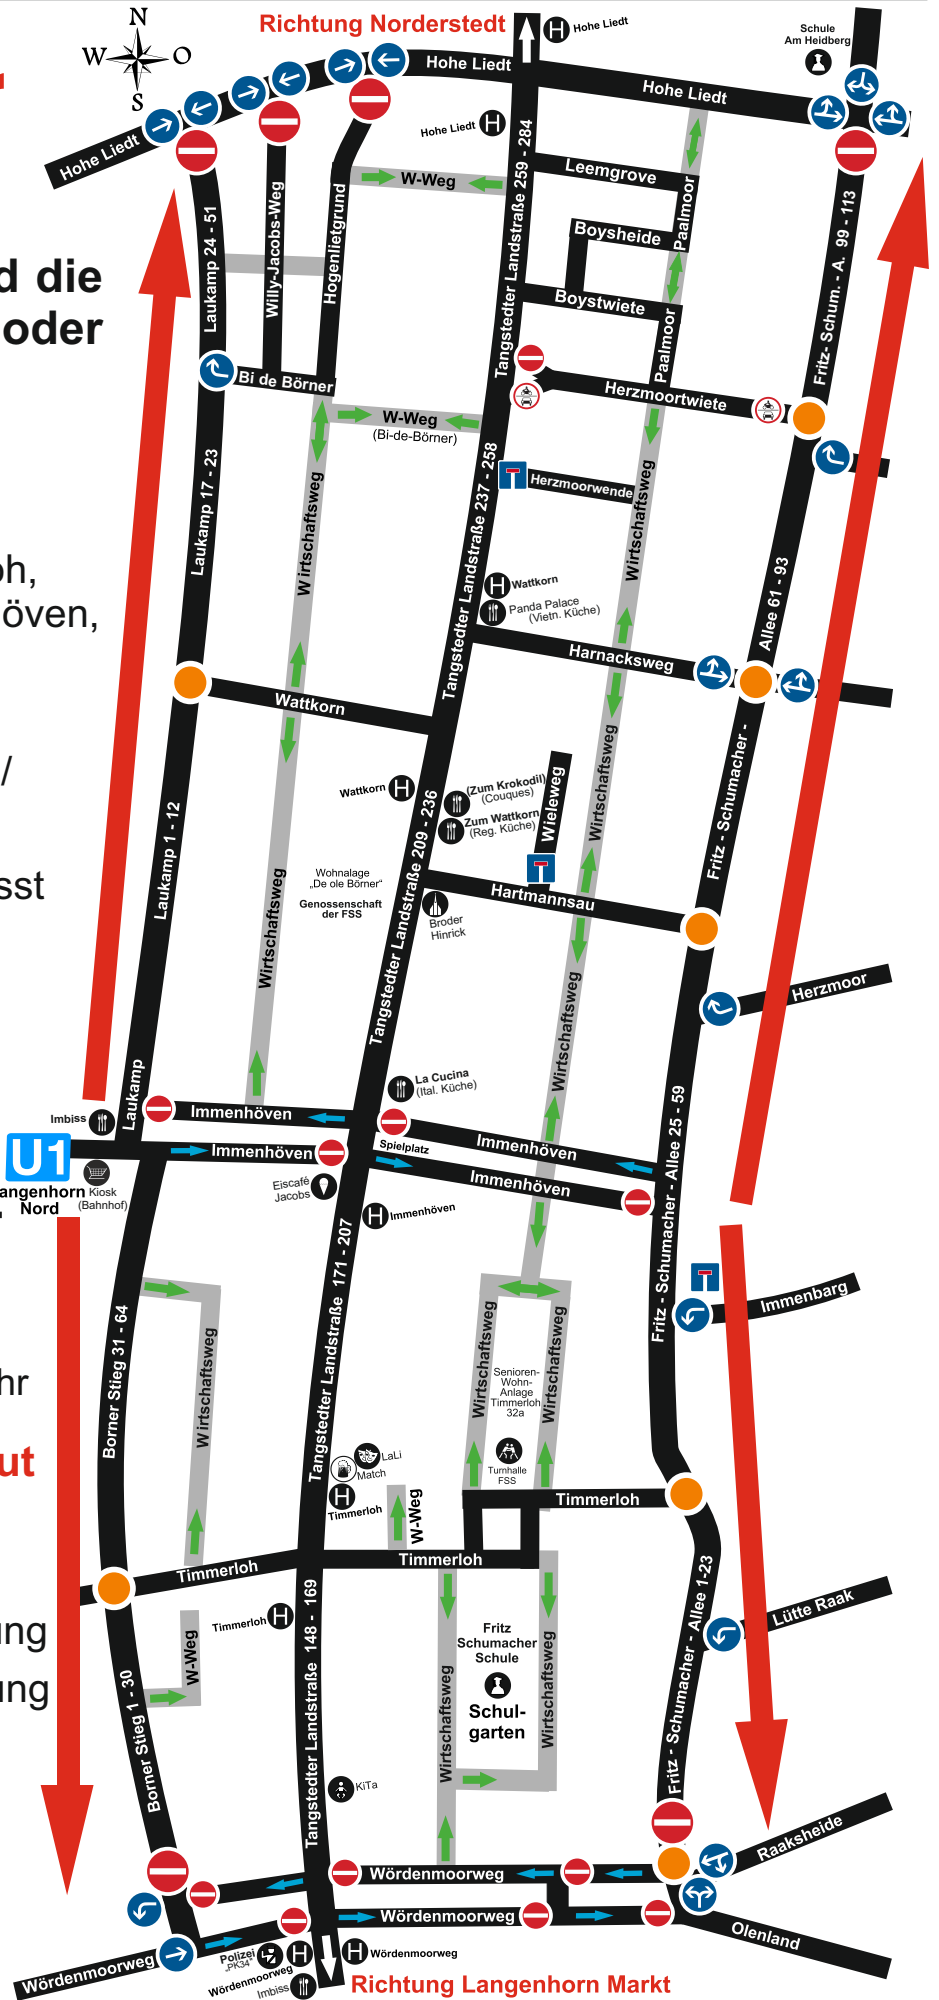 Richtung Norderstedt
H Hohe Liedt
N
W O
S
Schule
Am Heidberg
Hohe Liedt
Hohe Liedt
Hohe Liedt
Hohe Liedt H
Leemgrove
W-Weg
Paalmoor
Boysheide
Boystwiete
Paalmoor
Laukamp 24 - 51
Willy-Jacobs-Weg
Hogenlietgrund
Tangstedter Landstraße 259 - 284
Fritz- Schum. - A. 99 - 113
d die
oder
Bi de Börner
Herzmoortwiete
W-Weg
(Bi-de-Börner)
Herzmoorwende
Laukamp 17 - 23
Wirtschaftsweg
Tangstedter Landstraße 237 - 258
Wirtschaftsweg
Allee 61 - 93
oh,
höven,
H Wattkorn
Panda Palace
(Vietn. Küche)
Harnacksweg
Wattkorn
/
Wattkorn H
(Zum Krokodil)
(Couques)
Zum Wattkorn
(Reg. Küche)
Wieleweg
Wirtschaftsweg
Fritz - Schumacher -
Laukamp 1 - 12
Wohnalage
„De ole Börner“
Genossenschaft
der FSS
Hartmannsau
Broder
Hinrick
sst
Wirtschaftsweg
Tangstedter Landstraße 209 - 236
Wirtschaftsweg
Herzmoor
La Cucina
(Ital. Küche)
Laukamp
Imbiss
Immenhöven
Immenhöven
Spielplatz
Immenhöven
Immenhöven
U1
angenhorn
Nord
Kiosk
(Bahnhof)
Eiscafé
Jacobs
H Immenhöven
Fritz - Schumacher - Allee 25 - 59
Immenbarg
Borner Stieg 31 - 64
Wirtschaftsweg
Tangstedter Landstraße 171 - 207
Wirtschaftsweg
Wirtschaftsweg
Senioren-
Wohn-
Anlage
Timmerloh
32a
hr
ut
LaLi
Match
H
Timmerloh
W-Weg
Turnhalle
FSS
Timmerloh
Timmerloh
Timmerloh
Timmerloh H
W-Weg
ung
ung
Fritz
Schumacher
Schule
Schul-
garten
Wirtschaftsweg
Wirtschaftsweg
Fritz - Schumacher - Allee 1-23
Lütte Raak
Borner Stieg 1 - 30
Tangstedter Landstraße 148 - 169
KiTa
Raaksheide
Wördenmoorweg
Wördenmoorweg
Olenland
Wördenmoorweg
Polizei
„PK34“
H
Wördenmoorweg
H Wördenmoorweg
Imbiss
Richtung Langenhorn Markt